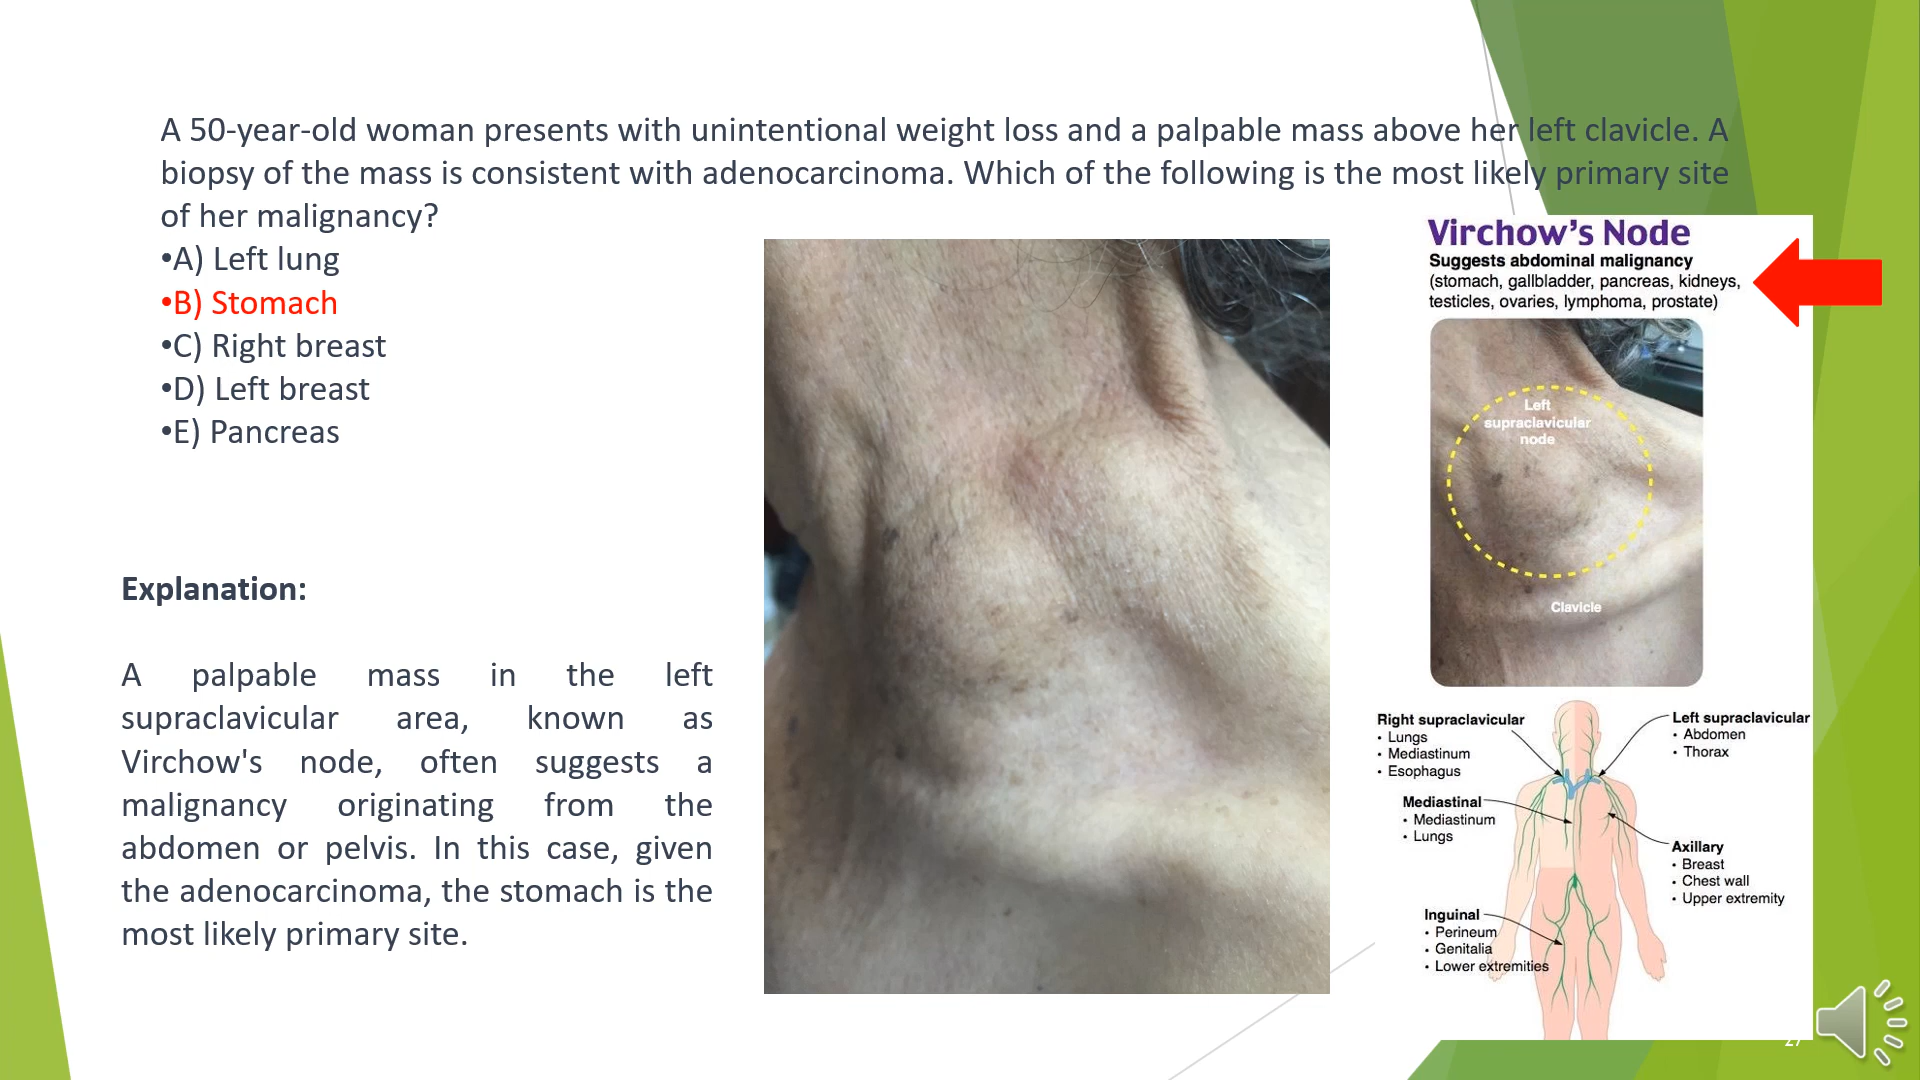 A 50-year-old woman presents with unintentional weight loss and a palpable mass above her left clavicle. A
biopsy of the mass is consistent with adenocarcinoma. Which of the following is the most likely primary site
of her malignancy?
•A) Left lung
•B) Stomach
•C) Right breast
•D) Left breast
•E) Pancreas
Explanation:
A palpable mass in the left
supraclavicular area, known as
Virchow's node, often suggests a
malignancy originating from the
abdomen or pelvis. In this case, given
the adenocarcinoma, the stomach is the
most likely primary site.
Virchow's Node
Suggests abdominal malignancy
(stomach, gallbladder, pancreas, kidneys,
testicles, ovaries, lymphoma, prostate)
Left
supraclavicular
node
Clavicle
Right supraclavicular
• Lungs
• Mediastinum
• Esophagus
Left supraclavicular
• Abdomen
• Thorax
Mediastinal
• Mediastinum
• Lungs
Axillary
• Breast
• Chest wall
• Upper extremity
Inguinal
• Perineum
• Genitalia
• Lower extremities
27